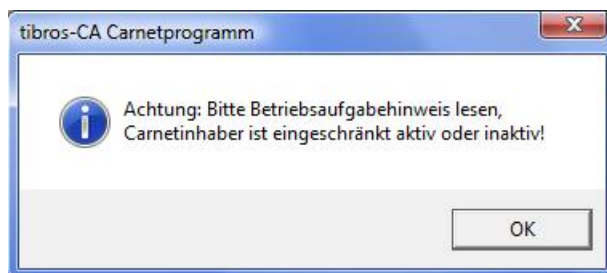 tibros-CA Carnetprogramm
Achtung: Bitte Betriebsaufgabehinweis lesen,
Carnetinhaber ist eingeschränkt aktiv oder inaktiv!
OK